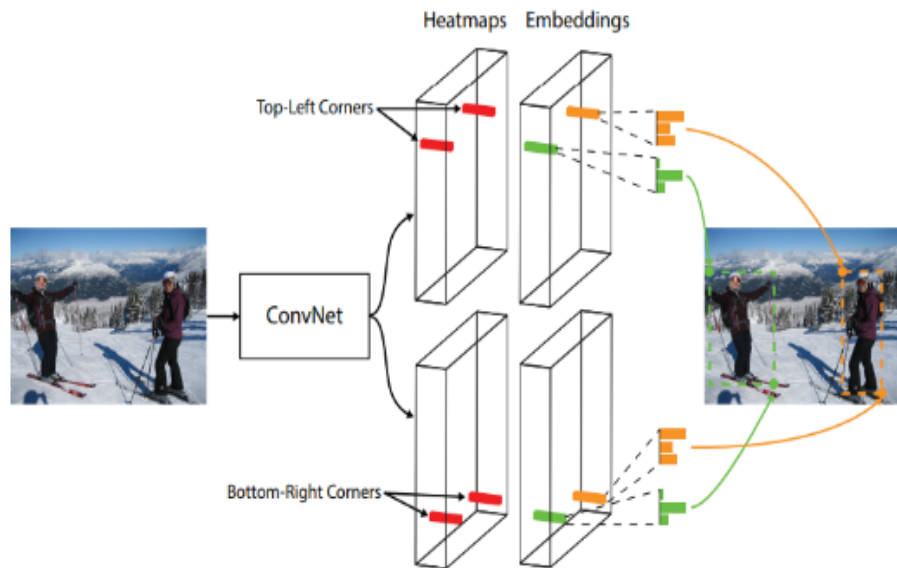 Heatmaps Embeddings
Top-Left Corners
ConvNet
Bottom-Right Corners